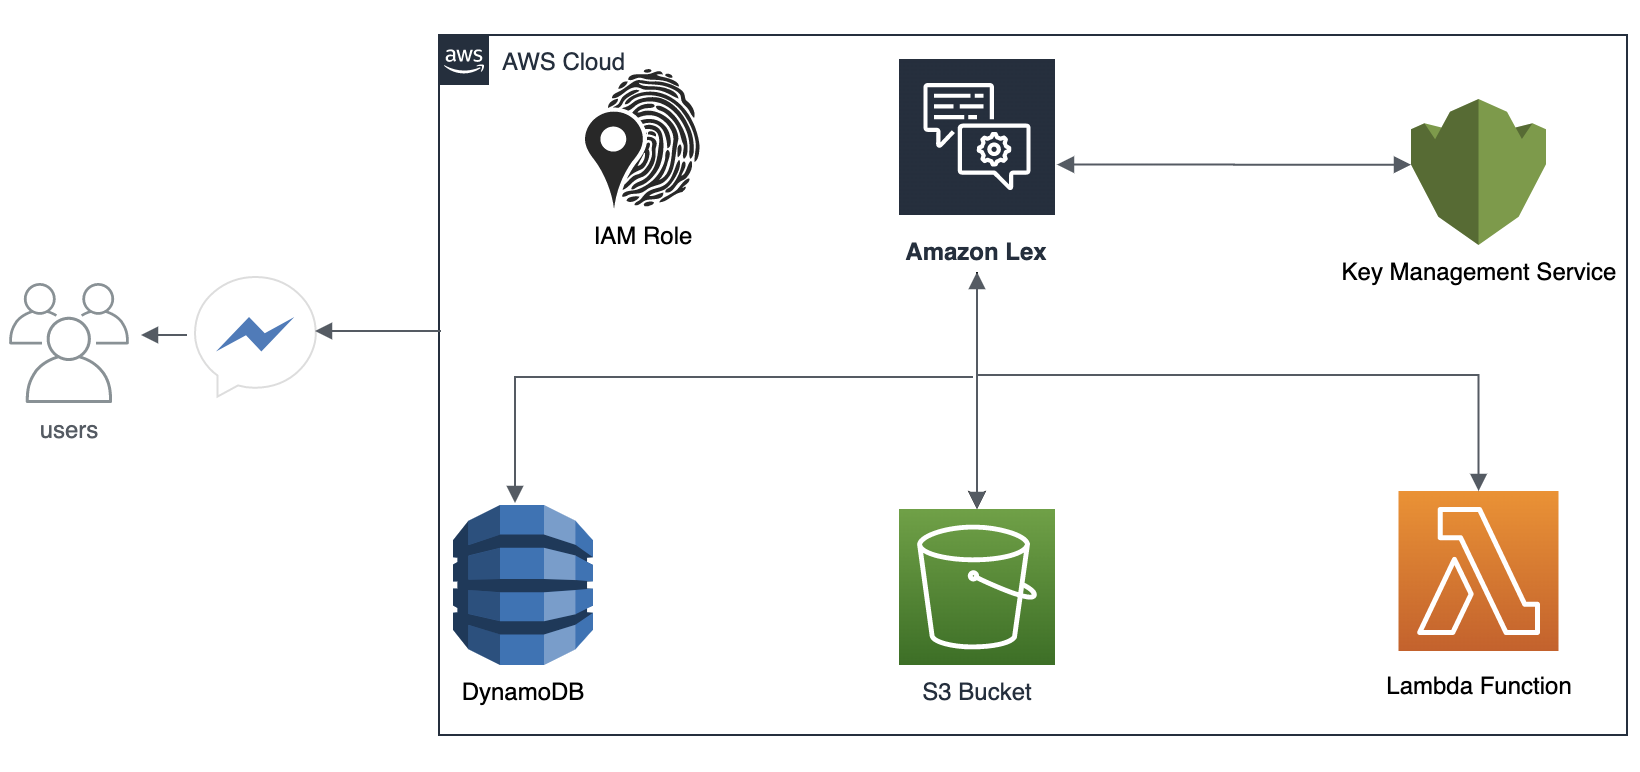 aws
AWS Cloud
IAM Role
Amazon Lex
Key Management Service
users
DynamoDB
S3 Bucket
Lambda Function